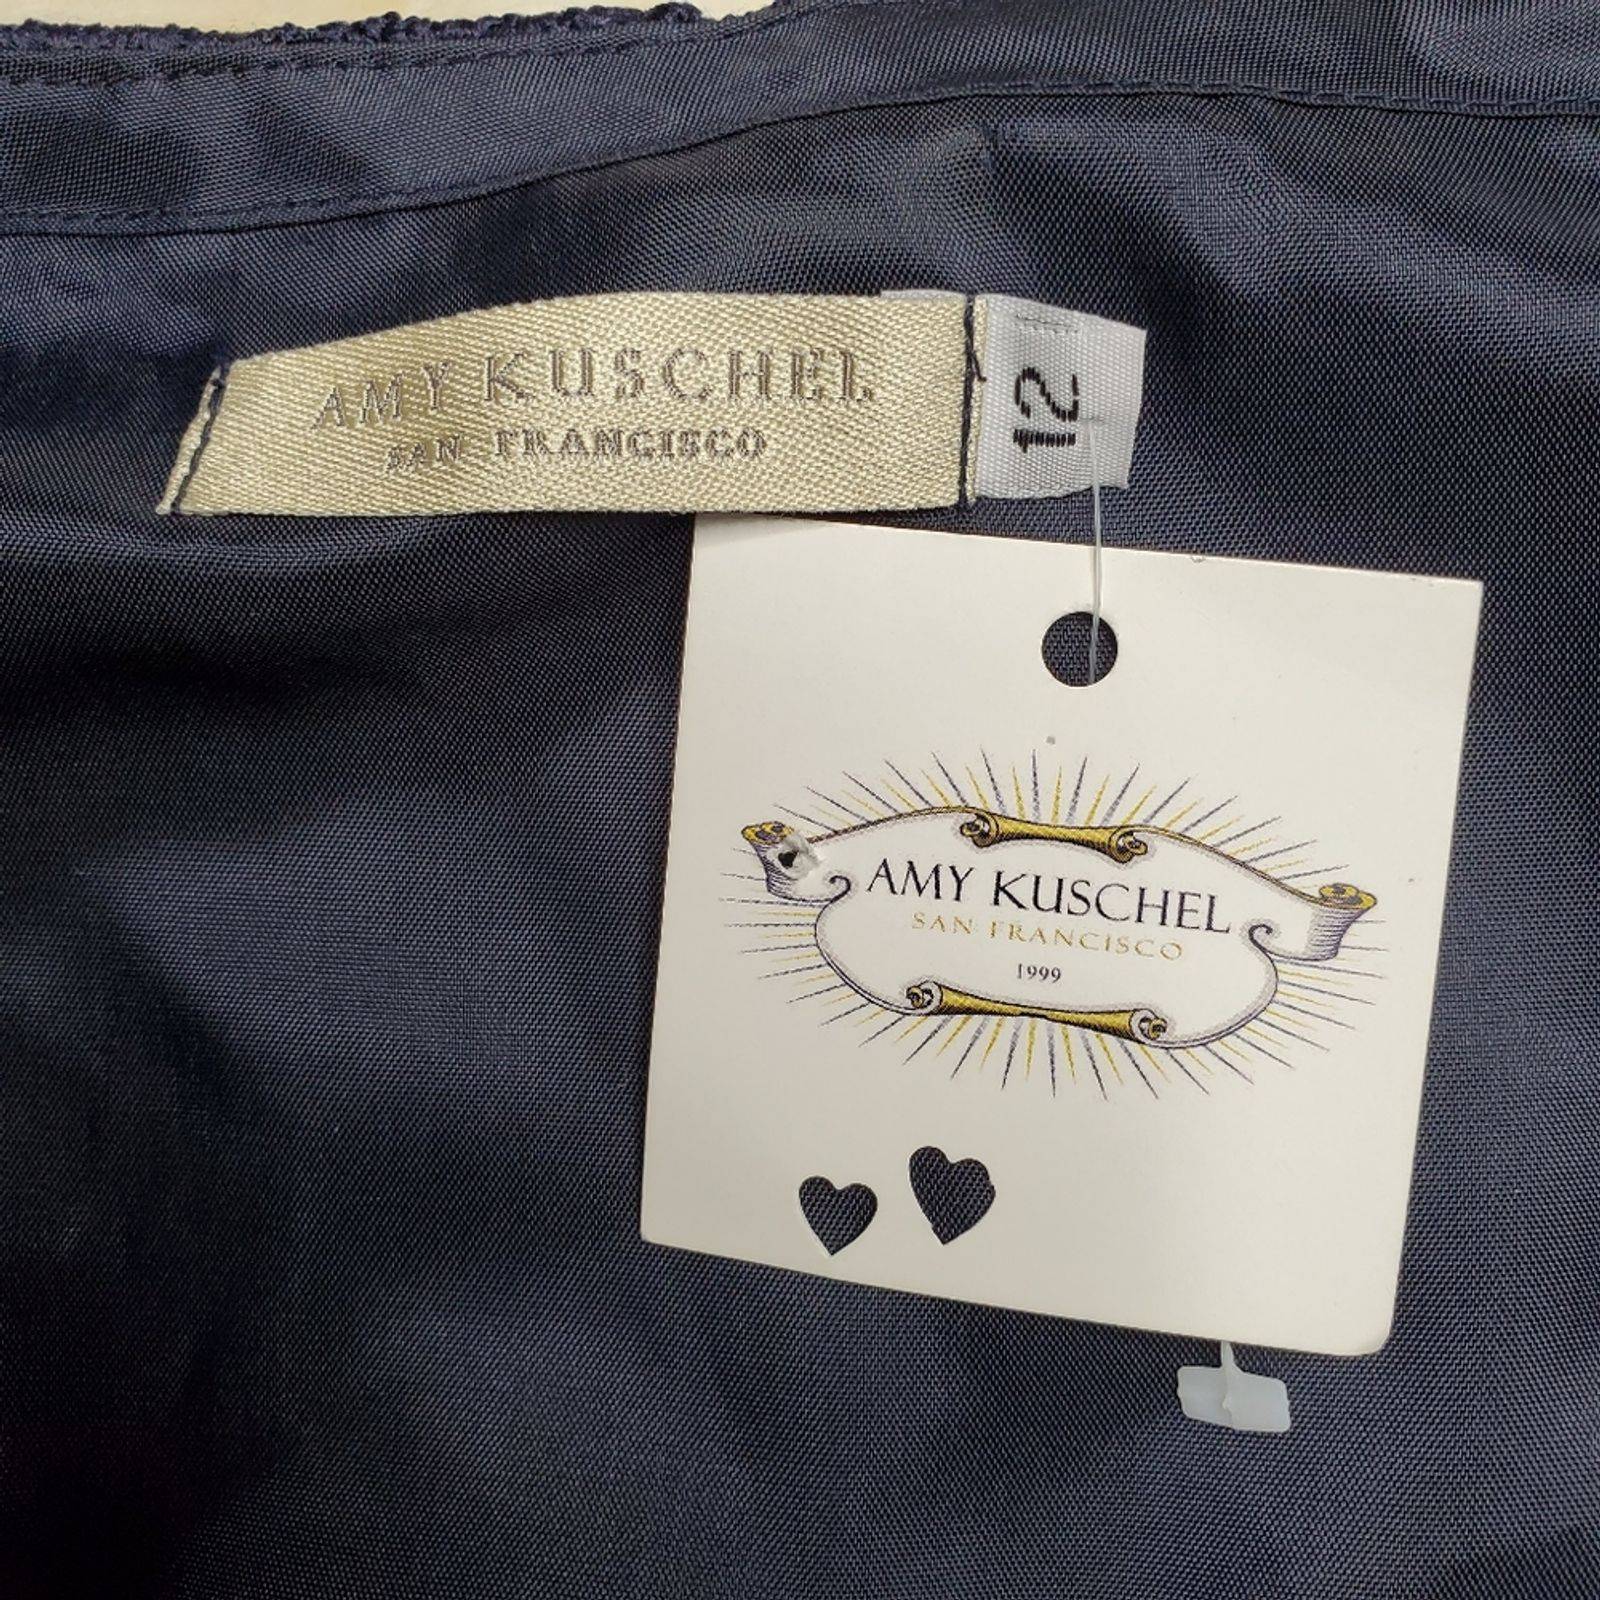 AMY KUSCHEL
SAN FRANCISCO
12
AMY KUSCHEL
SAN FRANCISCO
1999